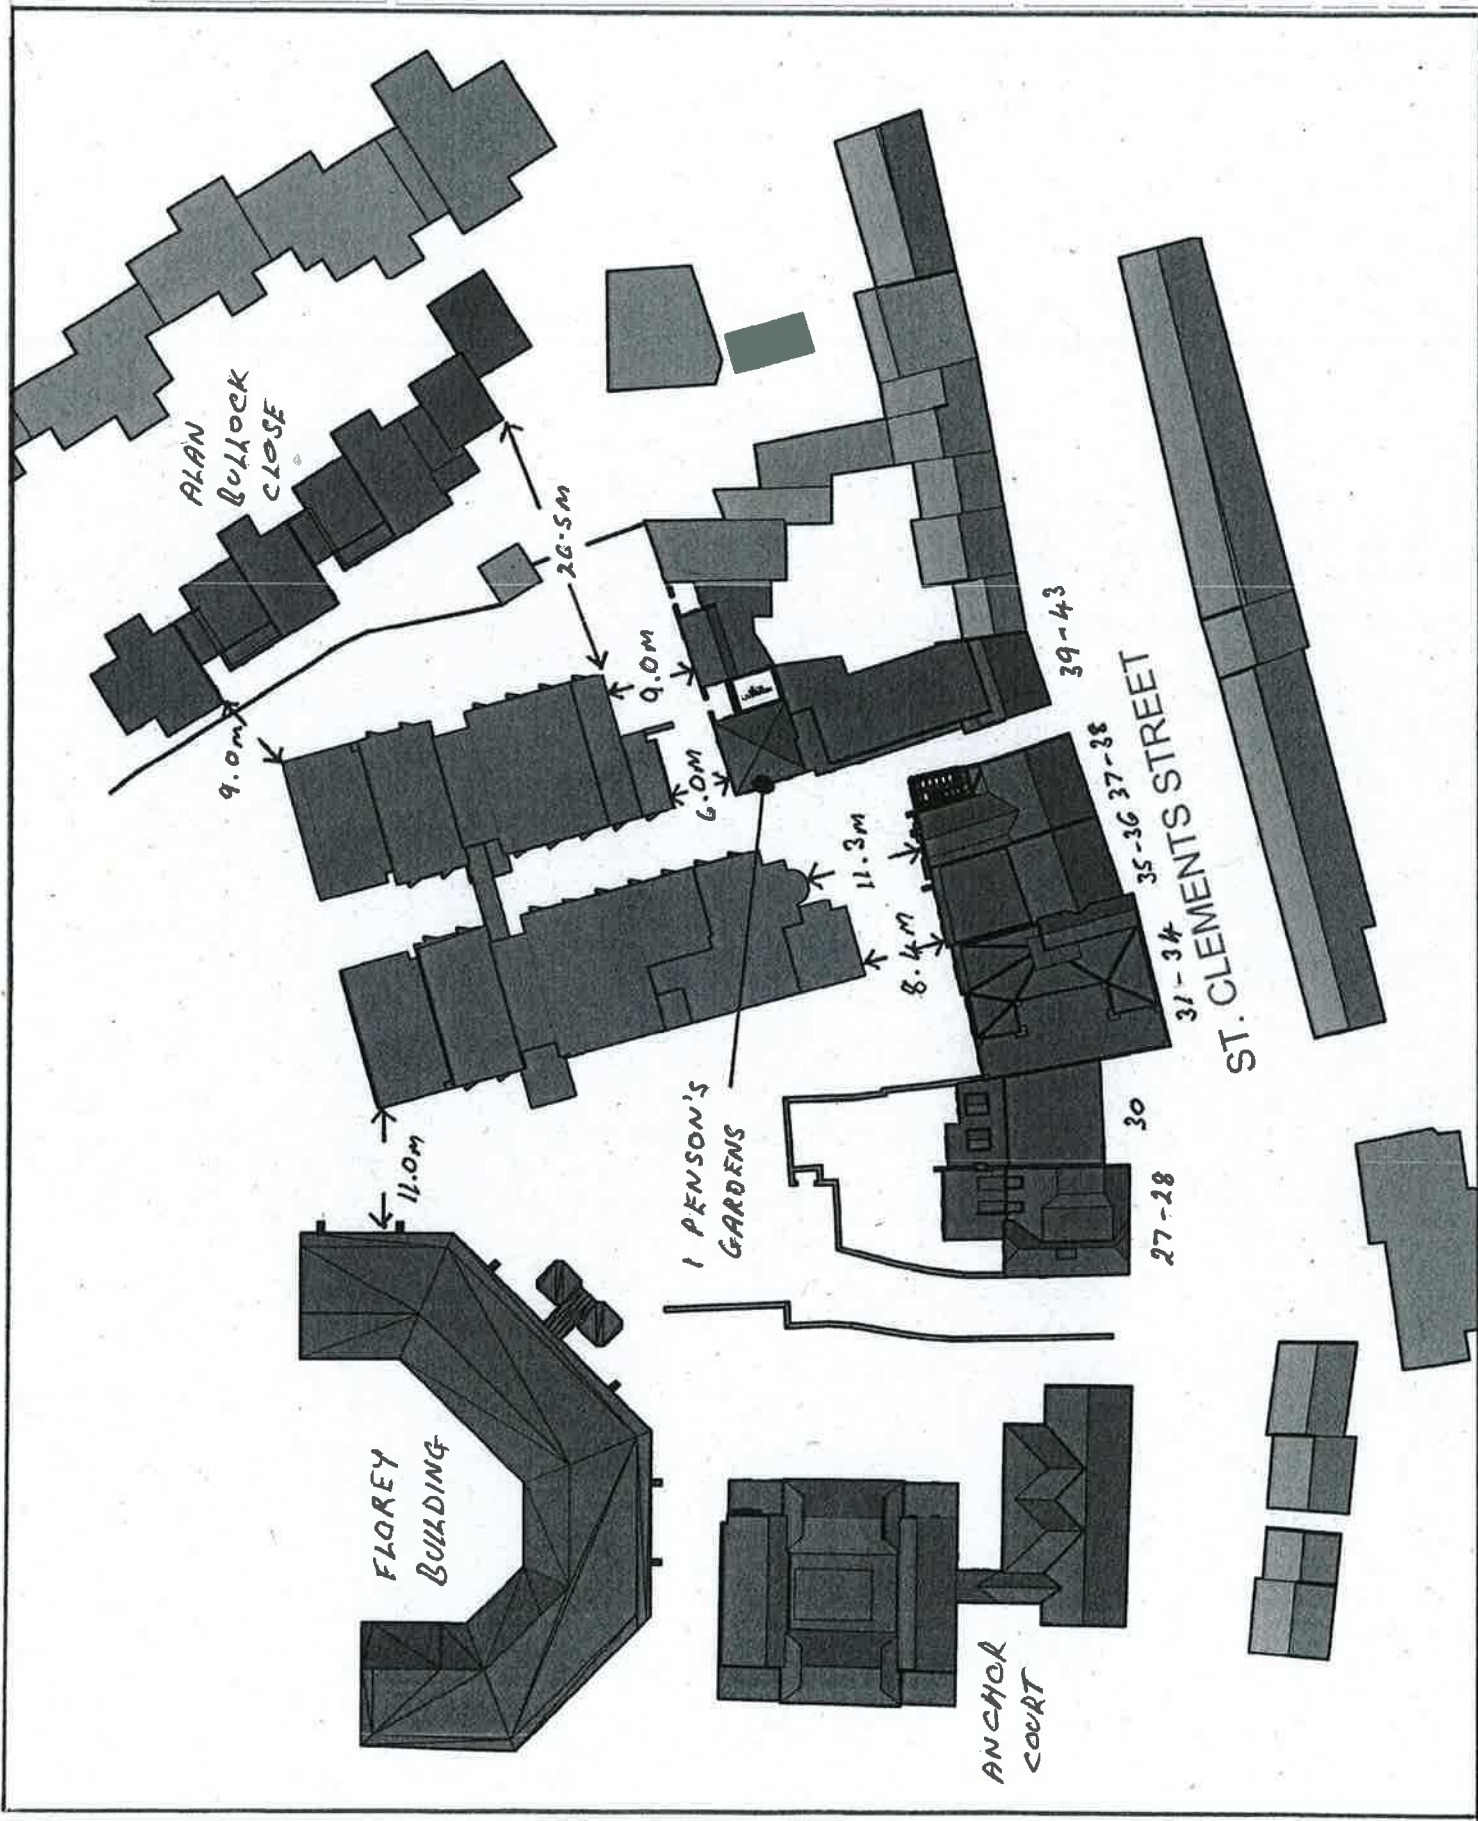 ALAN
BULLOCK
CLOSE
9.0M
26.5M
9.0M
6.0M
11.3M
8.4M
11.0M
1 PENSON'S
GARDENS
39-43
37-38
35-36
31-34
30
27-28
ST. CLEMENTS STREET
FLOREY
BUILDING
ANCHOR
COURT